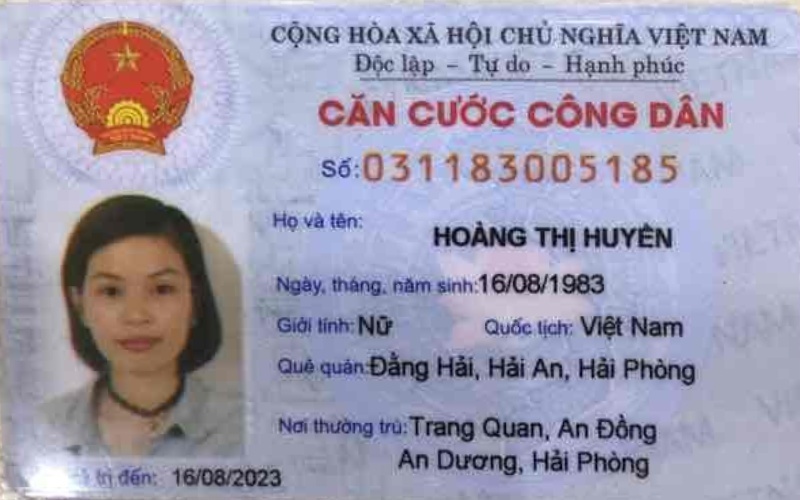 CỘNG HÒA XÃ HỘI CHỦ NGHĨA VIỆT NAM
Độc lập - Tự do - Hạnh phúc
CĂN CƯỚC CÔNG DÂN
Số: 031183005185
Họ và tên: HOÀNG THỊ HUYÊN
Ngày, tháng, năm sinh: 16/08/1983
Giới tính: Nữ Quốc tịch: Việt Nam
Quê quán: Đằng Hải, Hải An, Hải Phòng
Nơi thường trú: Trang Quan, An Đồng
An Dương, Hải Phòng
trị đến: 16/08/2023